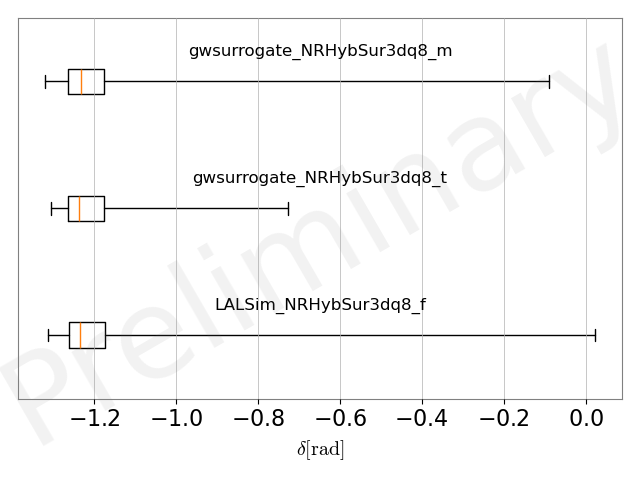 gwsurrogate_NRHybSur3dq8_m
gwsurrogate_NRHybSur3dq8_t
LALSim_NRHybSur3dq8_f
Preliminary
−1.2 −1.0 −0.8 −0.6 −0.4 −0.2 0.0
δ[rad]